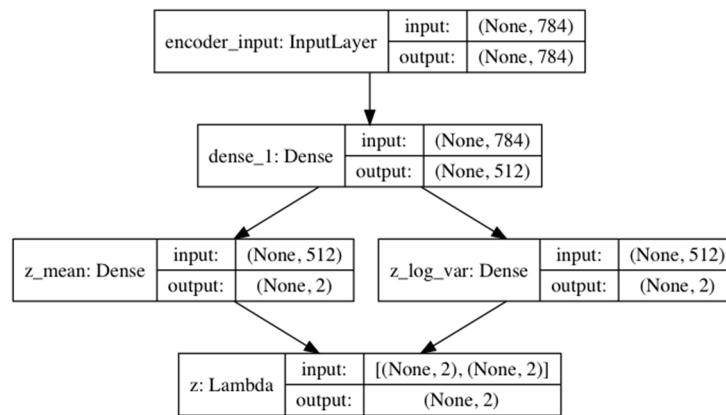 encoder_input: InputLayer
input: (None, 784)
output: (None, 784)
dense_1: Dense
input: (None, 784)
output: (None, 512)
z_mean: Dense
input: (None, 512)
output: (None, 2)
z_log_var: Dense
input: (None, 512)
output: (None, 2)
z: Lambda
input: [(None, 2), (None, 2)]
output: (None, 2)